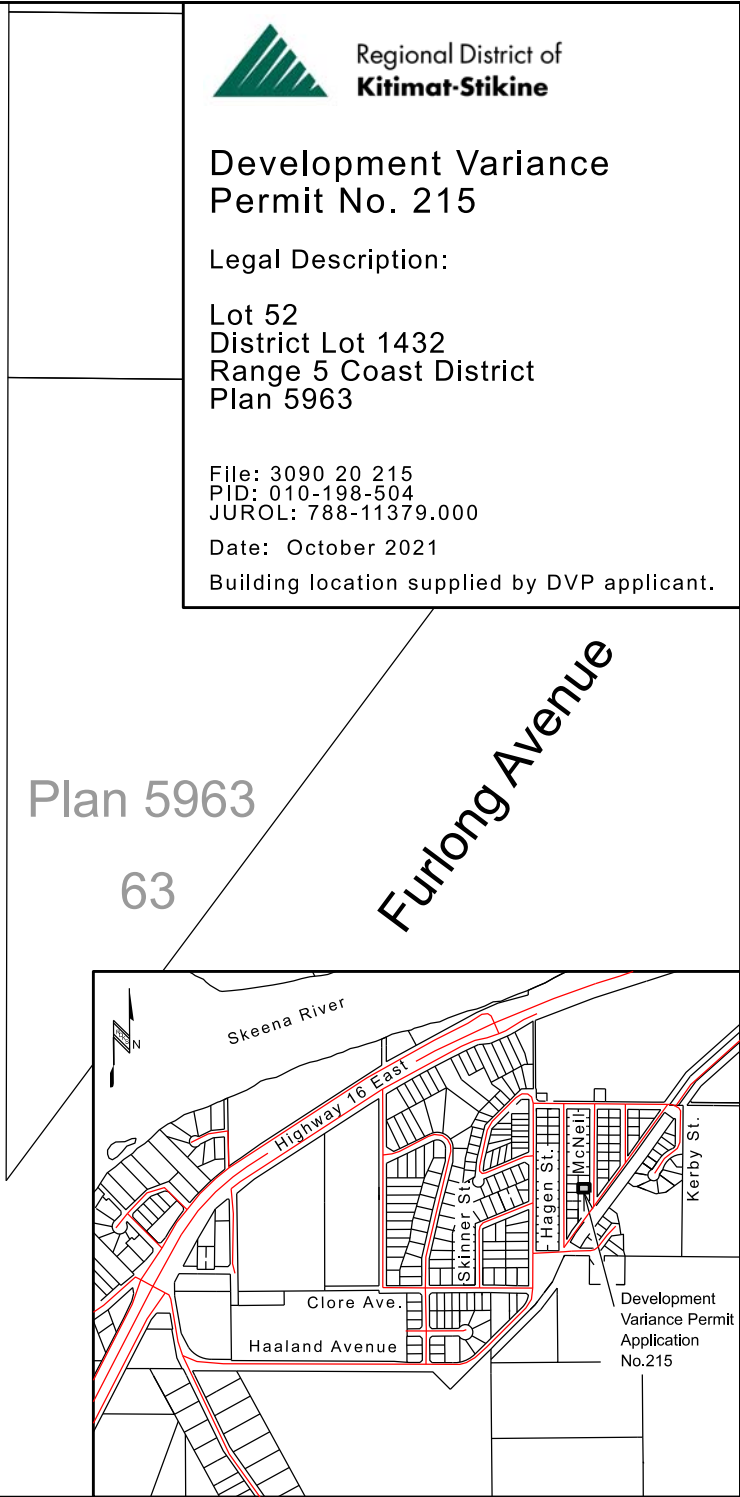 Regional District of
Kitimat-Stikine
Development Variance
Permit No. 215
Legal Description:
Lot 52
District Lot 1432
Range 5 Coast District
Plan 5963
File: 3090 20 215
PID: 010-198-504
JUROL: 788-11379.000
Date: October 2021
Building location supplied by DVP applicant.
Furlong Avenue
Plan 5963
63
N
Skeena River
Highway 16 East
Skinner St.
Hagen St.
McNeil
Kerby St.
Clore Ave.
Haaland Avenue
Development
Variance Permit
Application
No.215